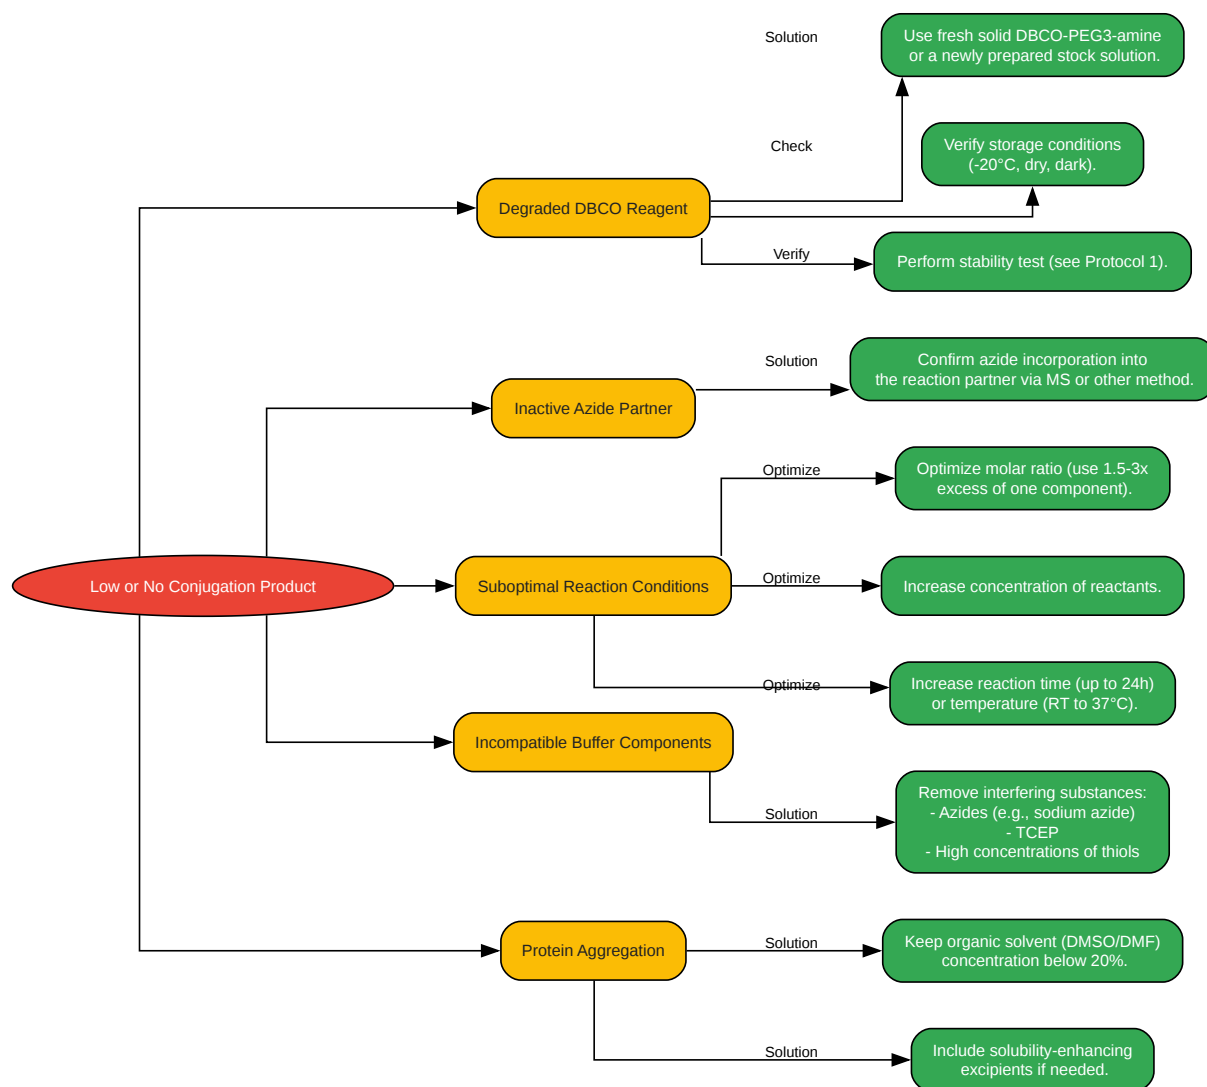 Solution
Use fresh solid DBCO-PEG3-amine
or a newly prepared stock solution.
Check
Verify storage conditions
(-20°C, dry, dark).
Degraded DBCO Reagent
Verify
Perform stability test (see Protocol 1).
Solution
Confirm azide incorporation into
the reaction partner via MS or other method.
Inactive Azide Partner
Optimize
Optimize molar ratio (use 1.5-3x
excess of one component).
Low or No Conjugation Product
Suboptimal Reaction Conditions
Optimize
Increase concentration of reactants.
Optimize
Increase reaction time (up to 24h)
or temperature (RT to 37°C).
Incompatible Buffer Components
Solution
Remove interfering substances:
- Azides (e.g., sodium azide)
- TCEP
- High concentrations of thiols
Protein Aggregation
Solution
Keep organic solvent (DMSO/DMF)
concentration below 20%.
Solution
Include solubility-enhancing
excipients if needed.